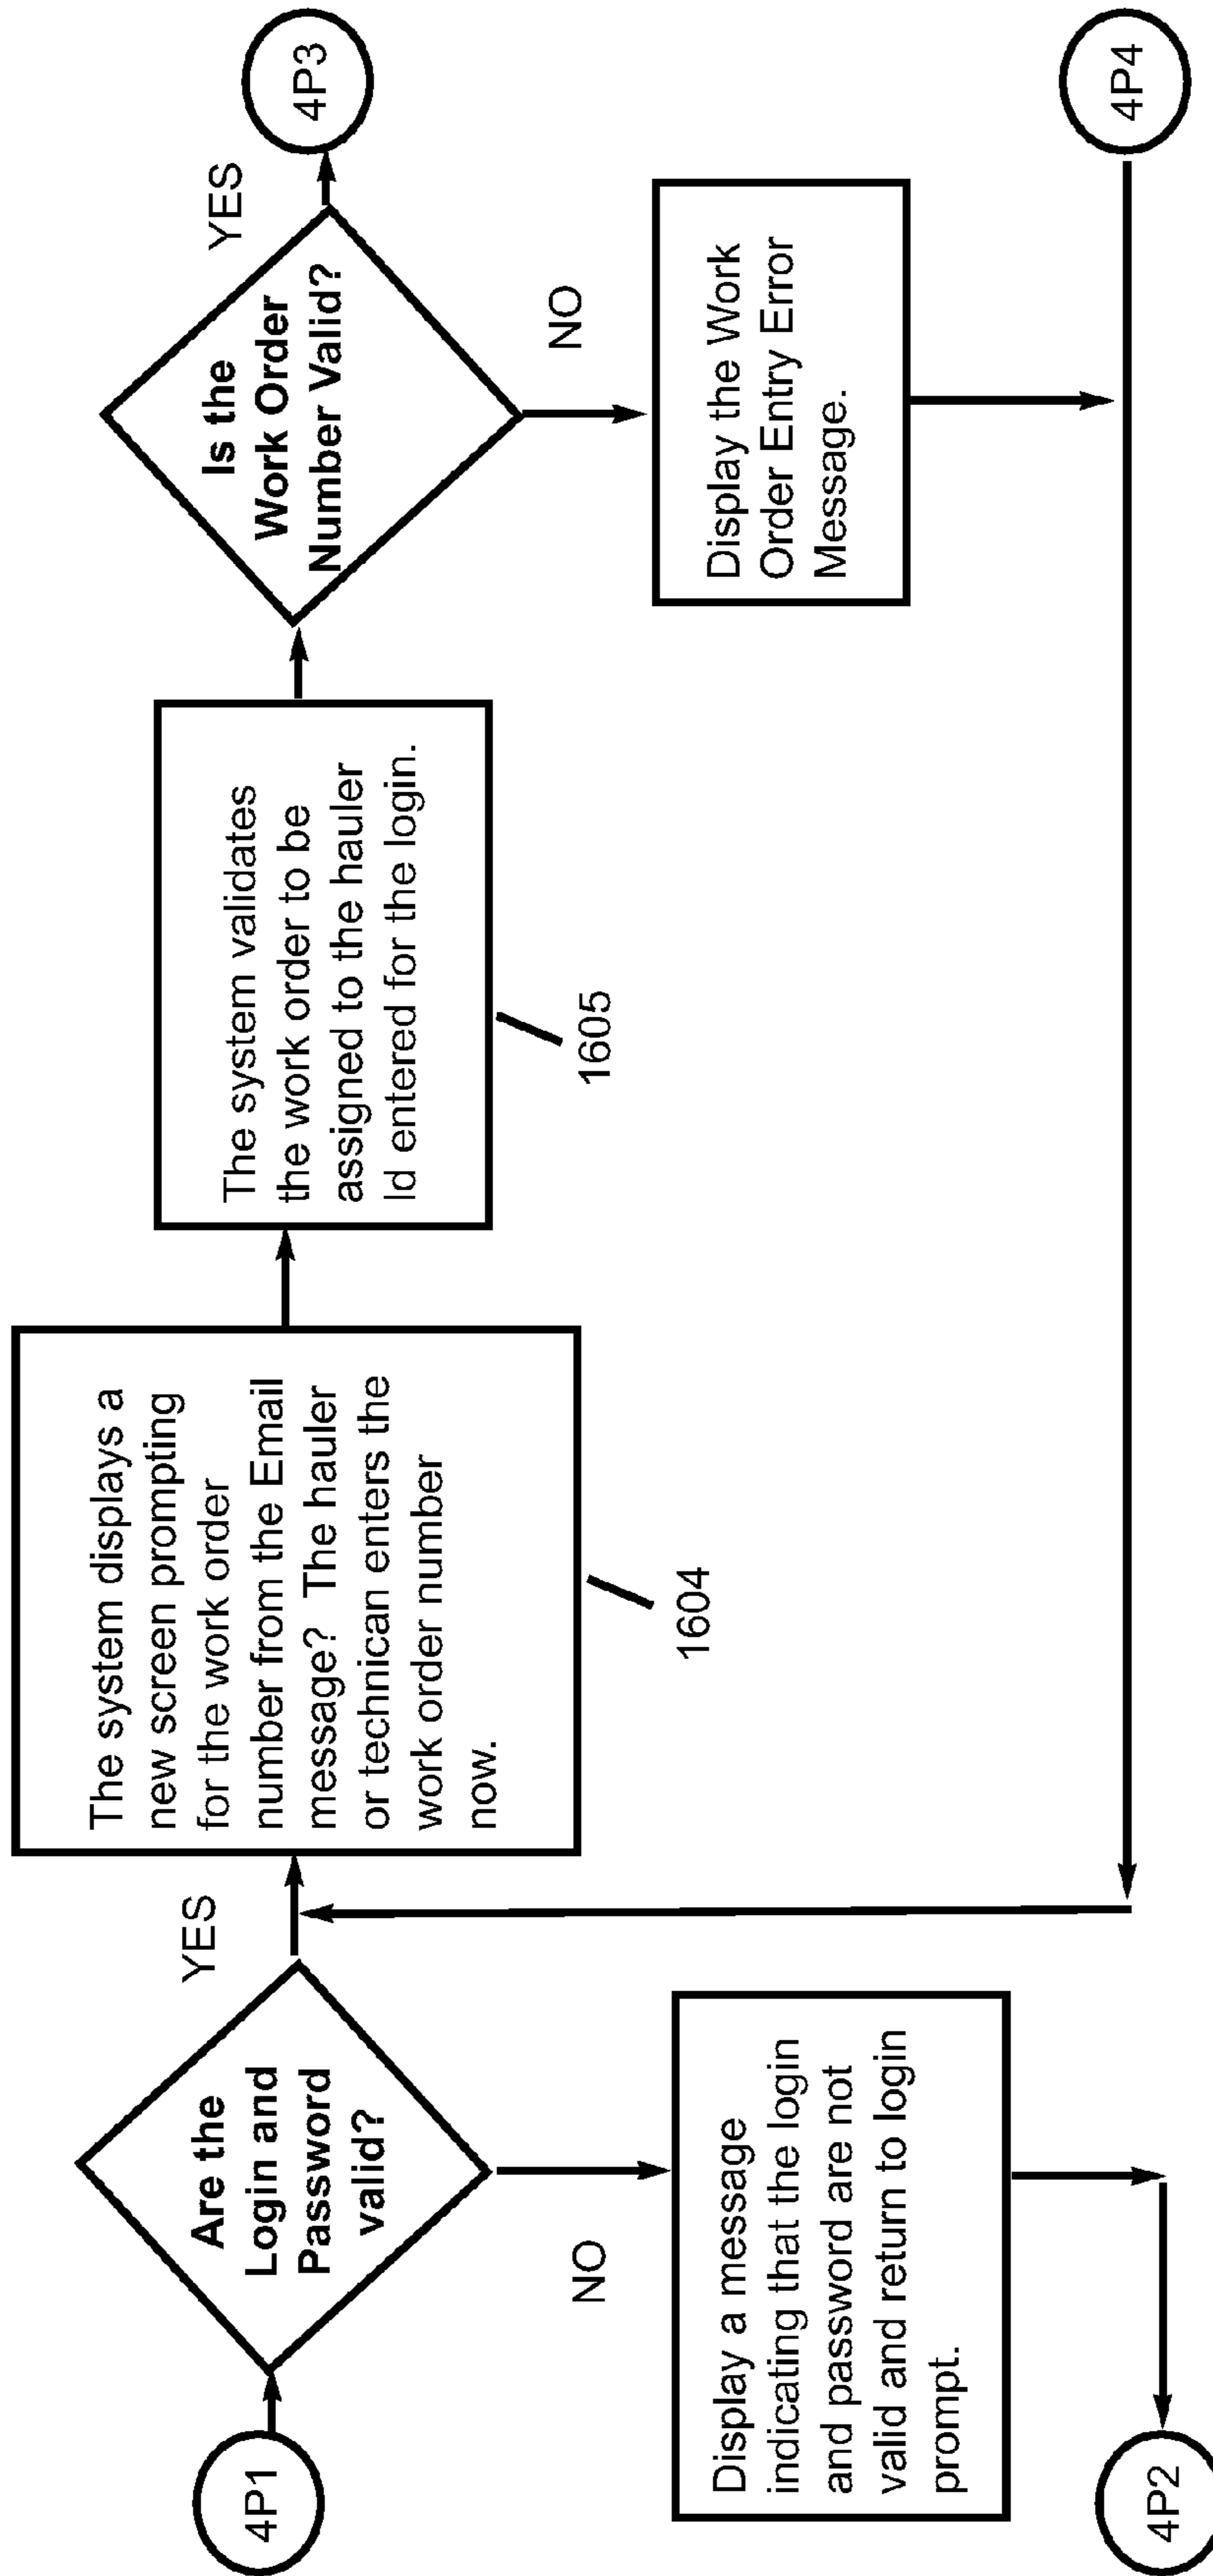 4P1
Are the
Login and
Password
valid?
YES
NO
Display a message
indicating that the login
and password are not
valid and return to login
prompt.
4P2
The system displays a
new screen prompting
for the work order
number from the Email
message? The hauler
or technican enters the
work order number
now.
1604
The system validates
the work order to be
assigned to the hauler
Id entered for the login.
1605
Is the
Work Order
Number Valid?
YES
4P3
NO
Display the Work
Order Entry Error
Message.
4P4